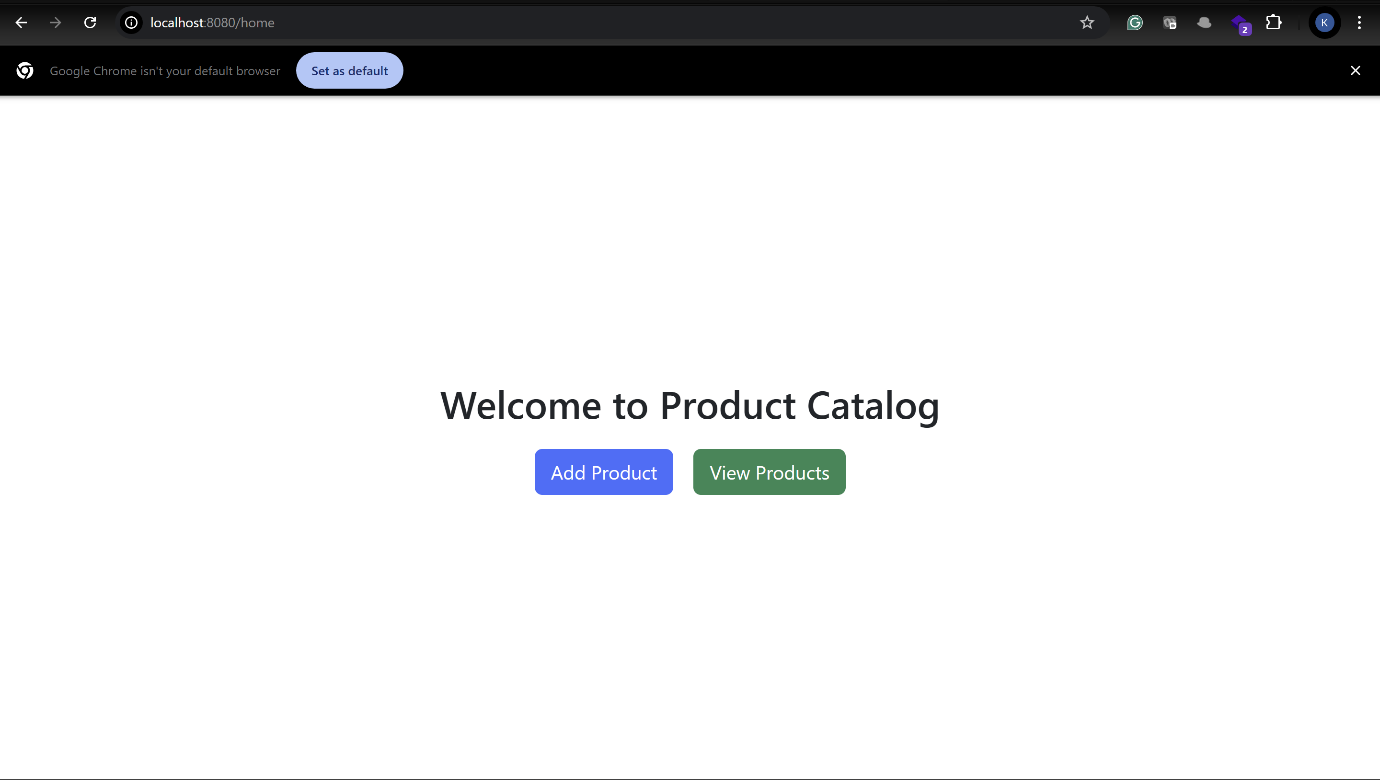 localhost:8080/home
G
2
K
Google Chrome isn't your default browser
Set as default
Welcome to Product Catalog
Add Product
View Products